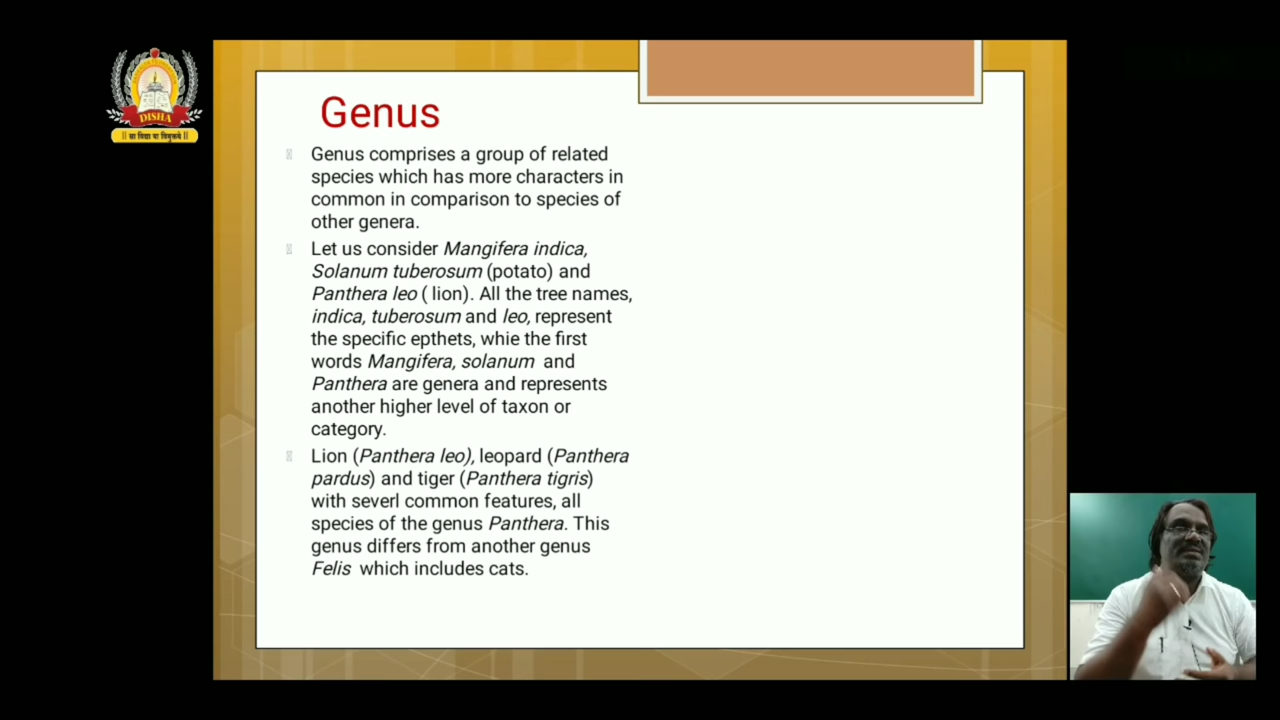 DISHA
|| सा विद्या या विमुक्तये ||
Genus
Genus comprises a group of related
species which has more characters in
common in comparison to species of
other genera.
Let us consider Mangifera indica,
Solanum tuberosum (potato) and
Panthera leo ( lion). All the tree names,
indica, tuberosum and leo, represent
the specific epthets, whie the first
words Mangifera, solanum and
Panthera are genera and represents
another higher level of taxon or
category.
Lion (Panthera leo), leopard (Panthera
pardus) and tiger (Panthera tigris)
with severl common features, all
species of the genus Panthera. This
genus differs from another genus
Felis which includes cats.